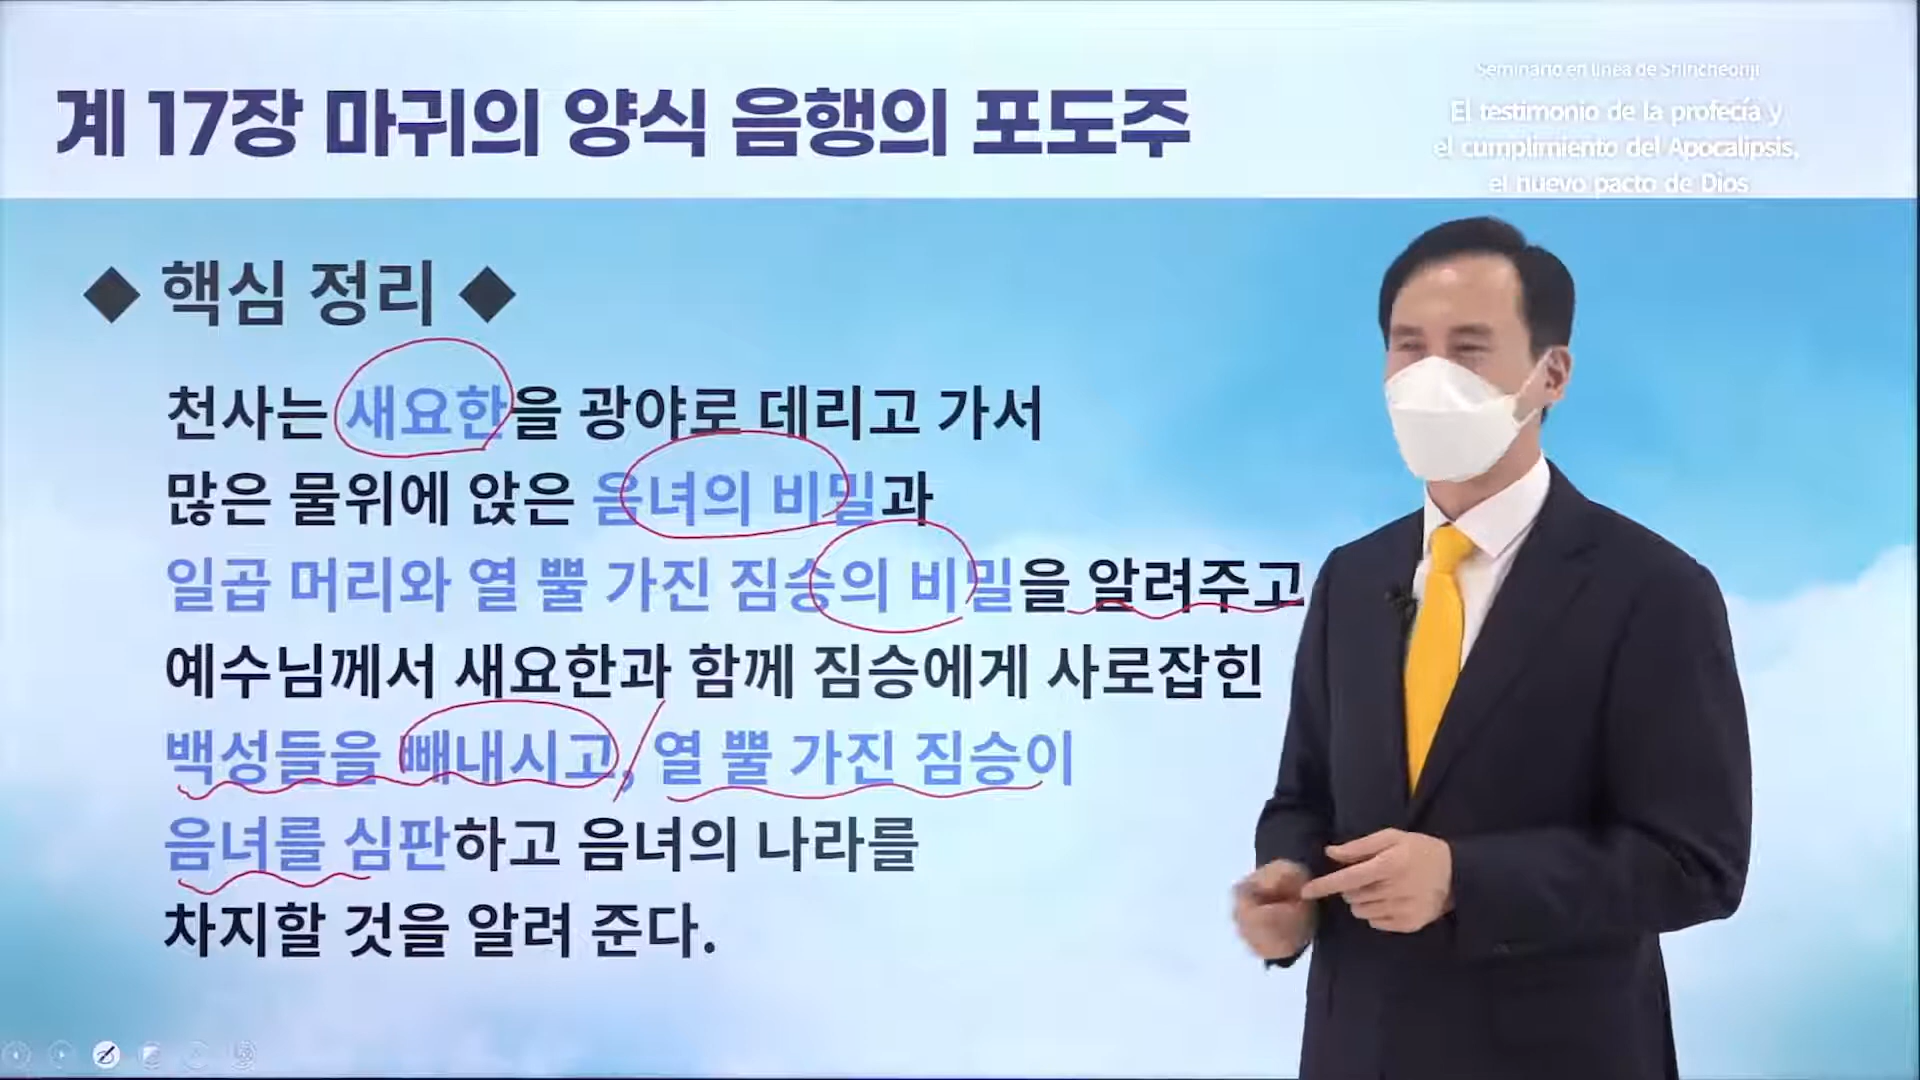 계 17장 마귀의 양식 음행의 포도주
Seminario en línea de Shincheonji
El testimonio de la profecía y
el cumplimiento del Apocalipsis,
el nuevo pacto de Dios
◆ 핵심 정리 ◆
천사는 새요한을 광야로 데리고 가서
많은 물위에 앉은 음녀의 비밀과
일곱 머리와 열 뿔 가진 짐승의 비밀을 알려주고
예수님께서 새요한과 함께 짐승에게 사로잡힌
백성들을 빼내시고, 열 뿔 가진 짐승이
음녀를 심판하고 음녀의 나라를
차지할 것을 알려 준다.